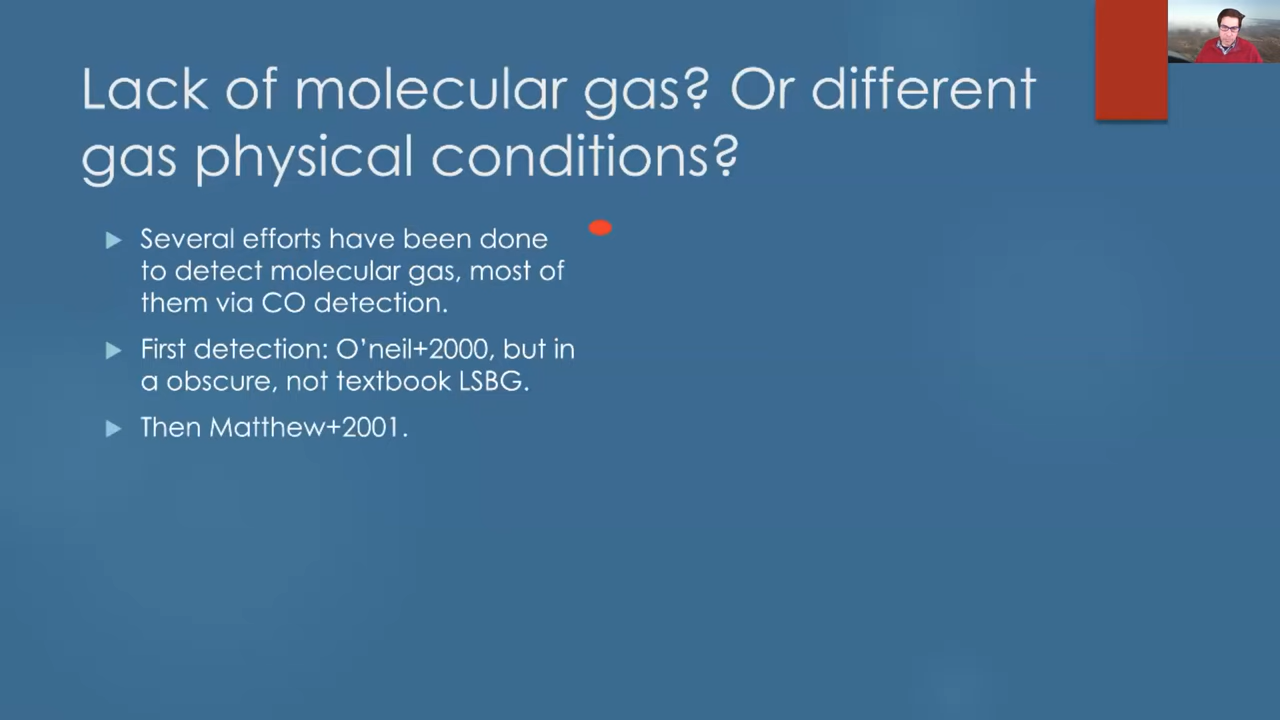 Lack of molecular gas? Or different
gas physical conditions?
Several efforts have been done
to detect molecular gas, most of
them via CO detection.
First detection: O’neil+2000, but in
a obscure, not textbook LSBG.
Then Matthew+2001.